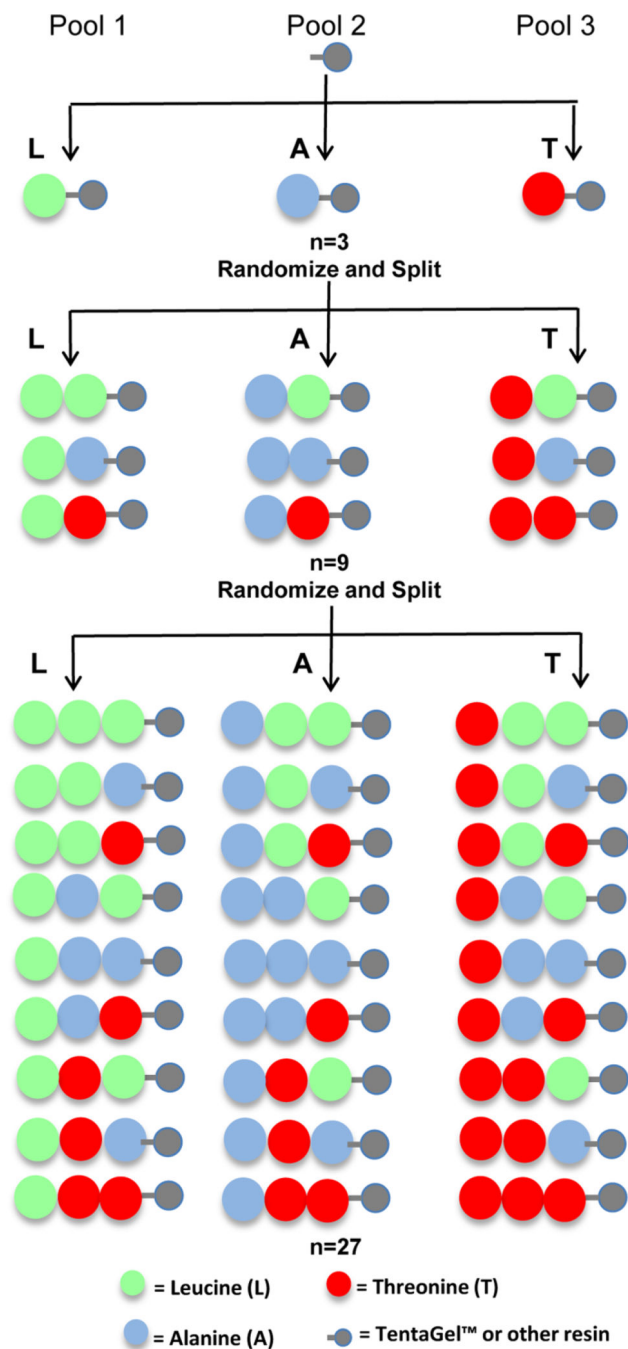 Pool 1 Pool 2 Pool 3
L A T
n=3
Randomize and Split
L A T
n=9
Randomize and Split
L A T
n=27
= Leucine (L) = Threonine (T)
= Alanine (A) = TentaGel™ or other resin